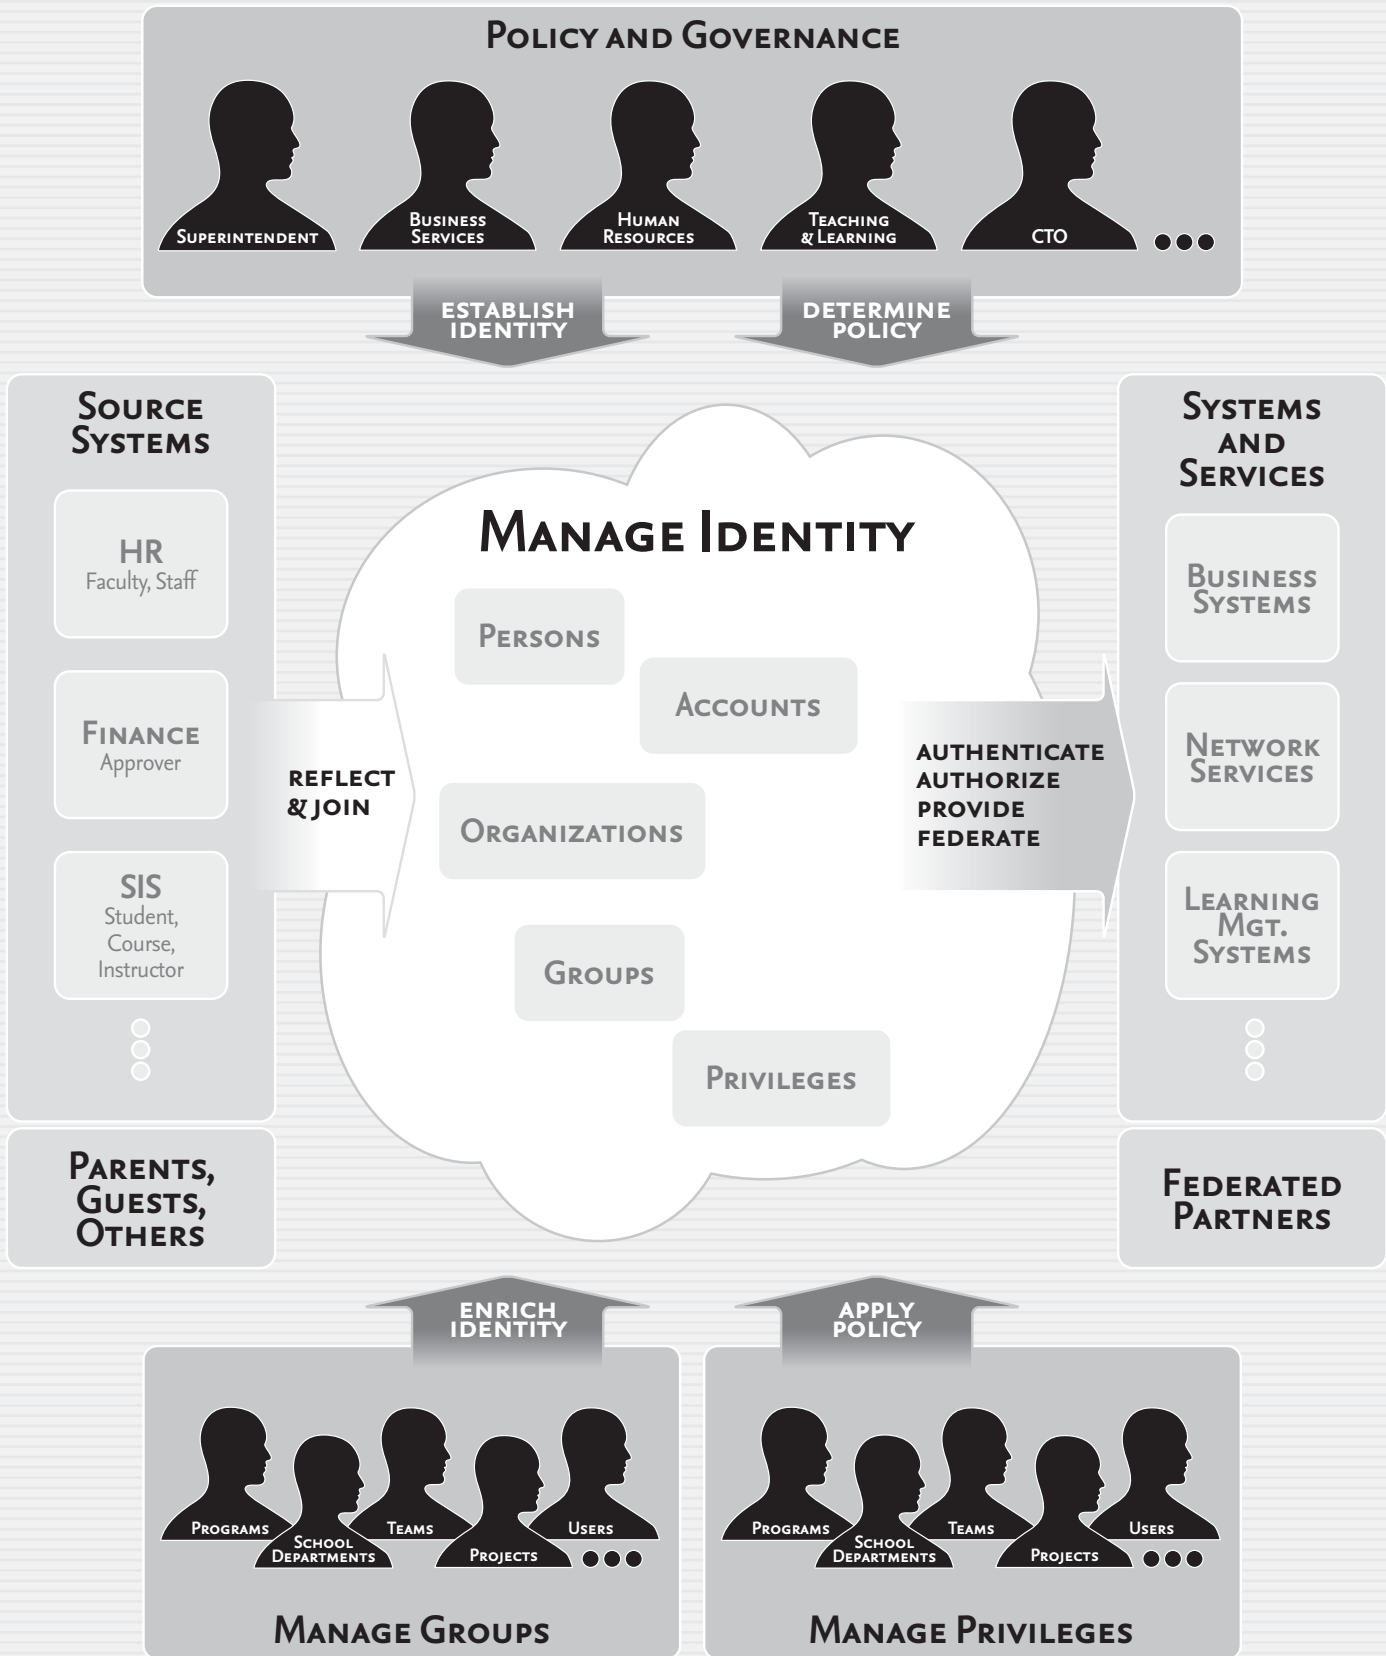 Policy and Governance
Superintendent
Business
Services
Human
Resources
Teaching
& Learning
CTO
ESTABLISH
IDENTITY
DETERMINE
POLICY
Source
Systems
HR
Faculty, Staff
Finance
Approver
SIS
Student,
Course,
Instructor
Parents,
Guests,
Others
REFLECT
& JOIN
Manage Identity
Persons
Accounts
Organizations
Groups
Privileges
AUTHENTICATE
AUTHORIZE
PROVIDE
FEDERATE
Systems
and
Services
Business
Systems
Network
Services
Learning
Mgt.
Systems
Federated
Partners
ENRICH
IDENTITY
APPLY
POLICY
Programs
School
Departments
Teams
Projects
Users
Manage Groups
Programs
School
Departments
Teams
Projects
Users
Manage Privileges